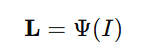 L = Ψ(I)